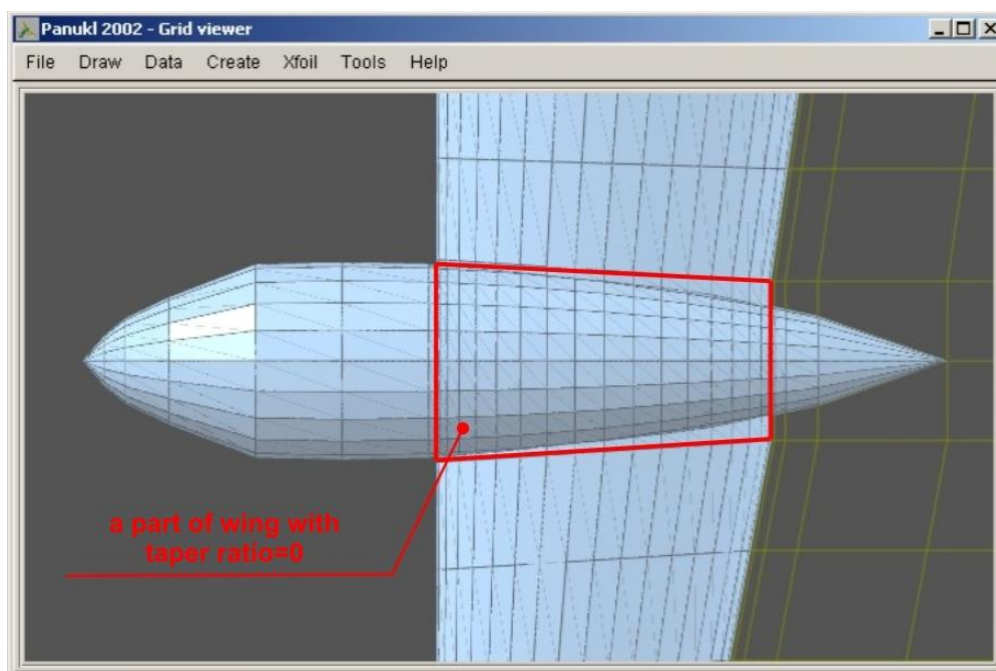 Panukl 2002 - Grid viewer
File Draw Data Create Xfoil Tools Help
a part of wing with
taper ratio=0